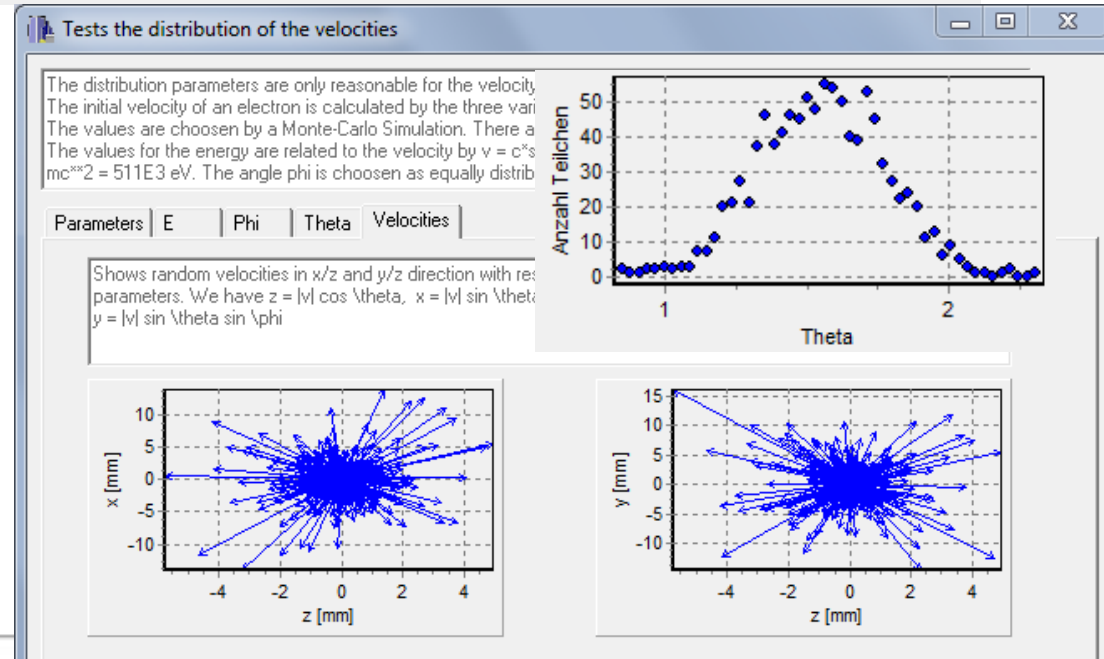 Tests the distribution of the velocities
The distribution parameters are only reasonable for the velocity
The initial velocity of an electron is calculated by the three vari
The values are choosen by a Monte-Carlo Simulation. There a
The values for the energy are related to the velocity by v = c*s
mc**2 = 511E3 eV. The angle phi is choosen as equally distrib
50
40
30
20
10
0
Anzahl Teilchen
1 2
Theta
Parameters E Phi Theta Velocities
Shows random velocities in x/z and y/z direction with res
parameters. We have z = |v| cos \theta, x = |v| sin \theta
y = |v| sin \theta sin \phi
10
5
0
-5
-10
x [mm]
-4 -2 0 2 4
z [mm]
15
10
5
0
-5
-10
y [mm]
-4 -2 0 2 4
z [mm]